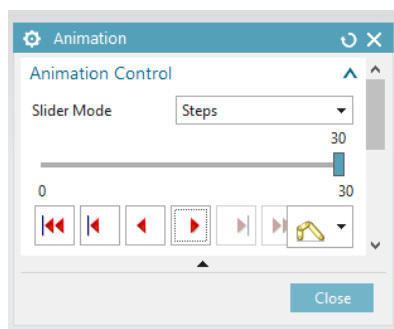 Animation
Animation Control
Slider Mode Steps
30
0 30
Close